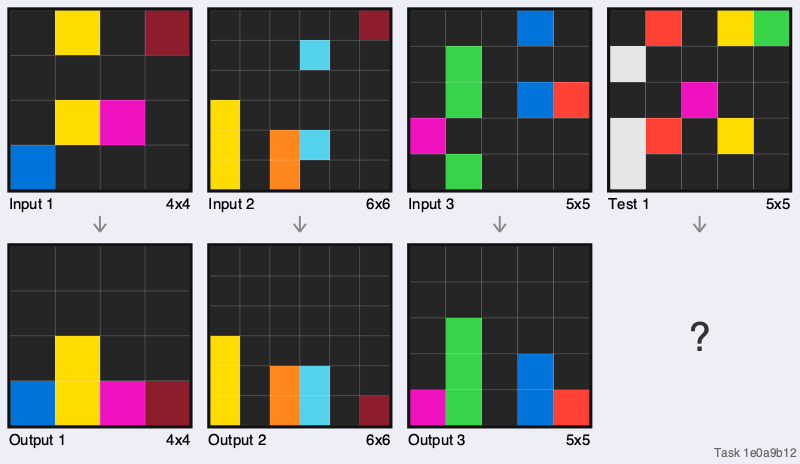 Input 1 4x4
Input 2 6x6
Input 3 5x5
Test 1 5x5
?
Output 1 4x4
Output 2 6x6
Output 3 5x5
Task 1e0a9b12